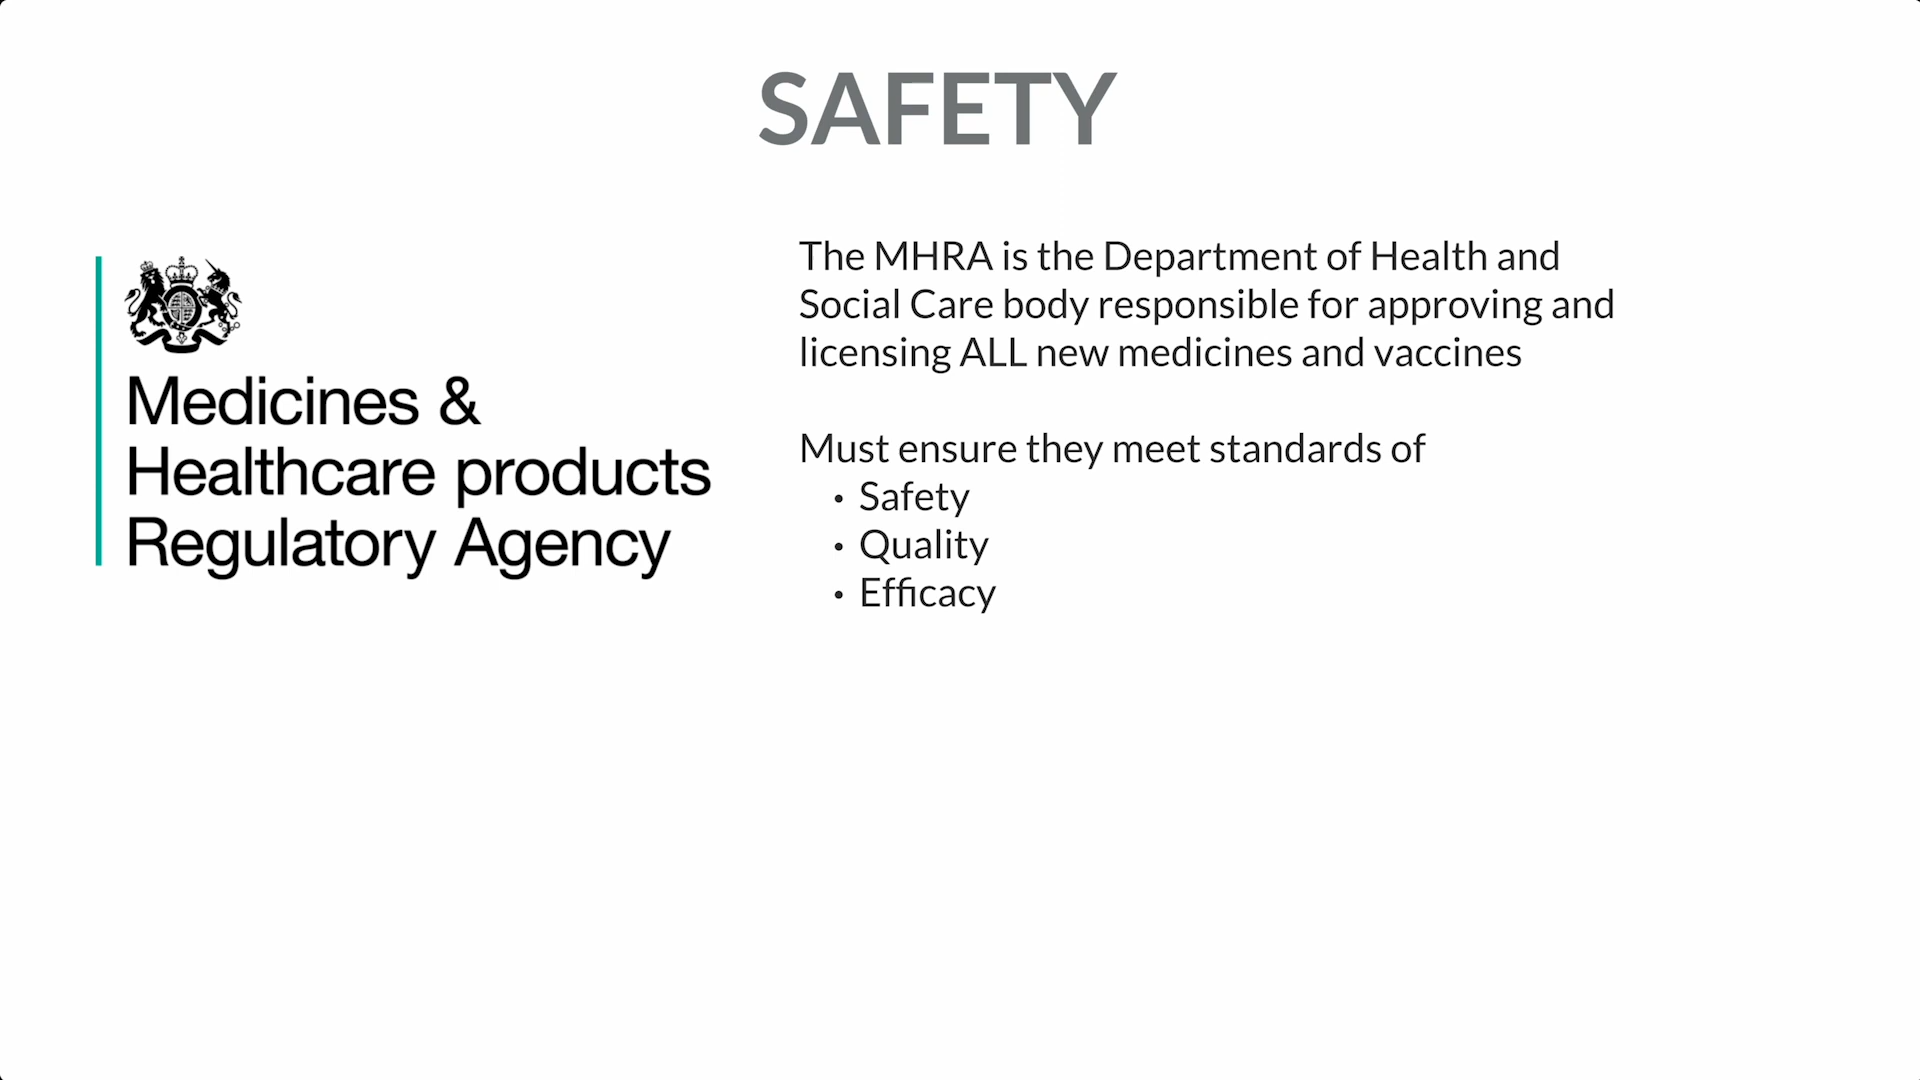 SAFETY
Medicines &
Healthcare products
Regulatory Agency
The MHRA is the Department of Health and
Social Care body responsible for approving and
licensing ALL new medicines and vaccines
Must ensure they meet standards of
• Safety
• Quality
• Efficacy